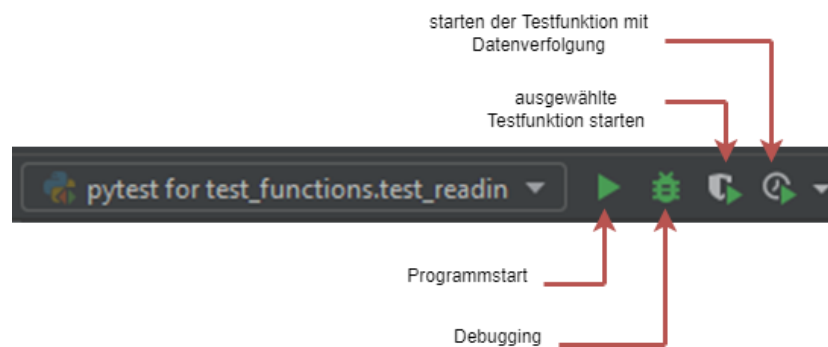 starten der Testfunktion mit
Datenverfolgung
ausgewählte
Testfunktion starten
pytest for test_functions.test_readin
Programmstart
Debugging